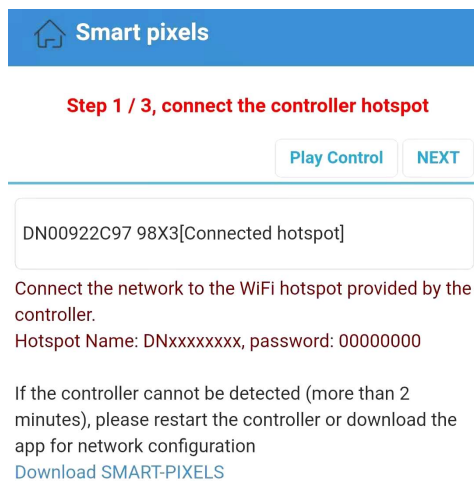 Smart pixels
Step 1 / 3, connect the controller hotspot
Play Control NEXT
DN00922C97 98X3[Connected hotspot]
Connect the network to the WiFi hotspot provided by the
controller.
Hotspot Name: DNxxxxxxxx, password: 00000000
If the controller cannot be detected (more than 2
minutes), please restart the controller or download the
app for network configuration
Download SMART-PIXELS